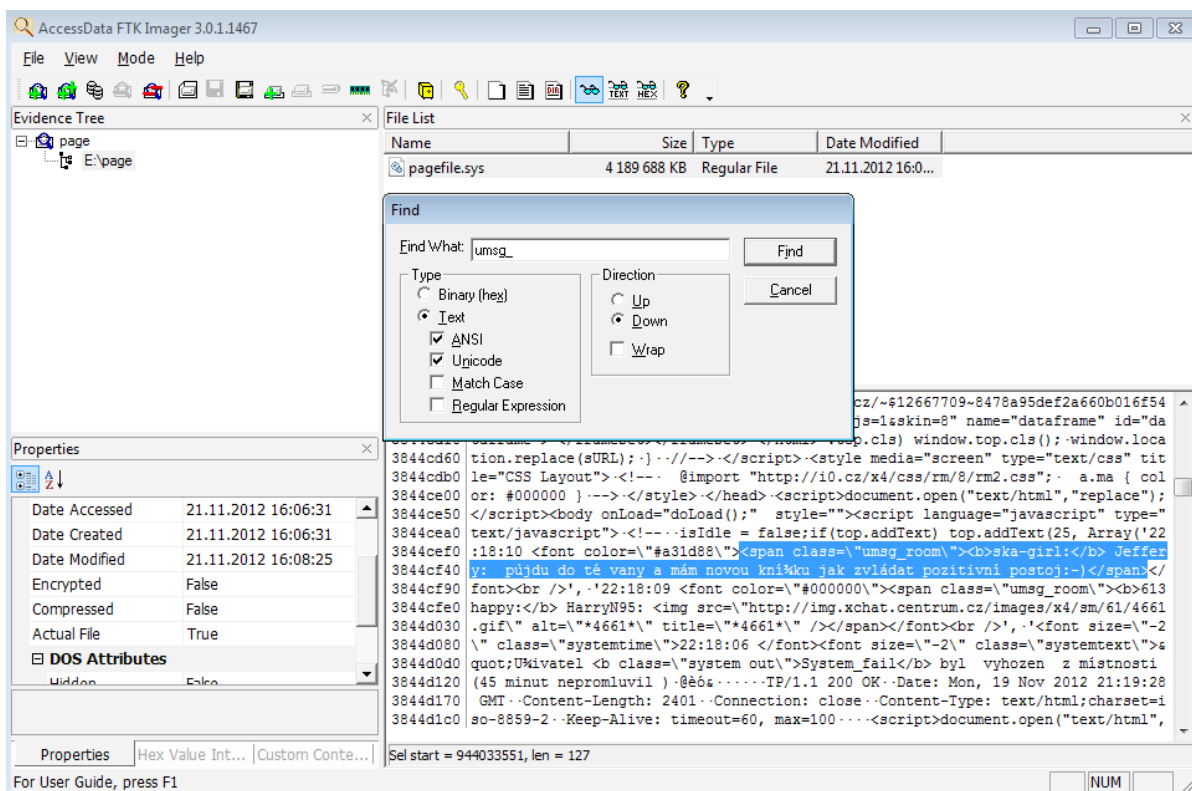 AccessData FTK Imager 3.0.1.1467
File View Mode Help
TEXT HEX
DIR
Evidence Tree
File List
page
E:\page
Name Size Type Date Modified
pagefile.sys 4 189 688 KB Regular File 21.11.2012 16:0...
Find
Find What: umsg_ Find
Cancel
Type
Binary (hex)
Text
ANSI
Unicode
Match Case
Regular Expression
Direction
Up
Down
Wrap
Properties
Date Accessed 21.11.2012 16:06:31
Date Created 21.11.2012 16:06:31
Date Modified 21.11.2012 16:08:25
Encrypted False
Compressed False
Actual File True
DOS Attributes
Hidden False
cz/~$12667709~8478a95def2a660b016f54
js=1&skin=8" name="dataframe" id="da
3844cd60 tion.replace(sURL);·}··//-->·</script>·<style media="screen" type="text/css" tit
3844cdb0 le="CSS Layout">·<!--· @import "http://i0.cz/x4/css/rm/8/rm2.css";· a.ma { col
3844ce00 or: #000000 }·-->·</style>·</head>·<script>document.open("text/html","replace");
3844ce50 </script><body onLoad="doLoad();" style=""><script language="javascript" type="
3844cea0 text/javascript">·<!--··isIdle = false;if(top.addText) top.addText(25, Array('22
3844cef0 :18:10 <font color=\"#a31d88\"><span class=\"umsg_room\"><b>ska-girl:</b> Jeffer
3844cf40 y: pùjdu do té vany a mám novou kní¾ku jak zvládat pozitivní postoj:-)</span></
3844cf90 font><br />',·'22:18:09 <font color=\"#000000\"><span class=\"umsg_room\"><b>613
3844cfe0 happy:</b> HarryN95: <img src=\"http://img.xchat.centrum.cz/images/x4/sm/61/4661
3844d030 .gif\" alt=\"*4661*\" title=\"*4661*\" /></span></font><br />',·'<font size=\"-2
3844d080 \" class=\"systemtime\">22:18:06 </font><font size=\"-2\" class=\"systemtext\">&
3844d0d0 quot;U¾ivatel <b class=\"system out\">System_fail</b> byl vyhozen z místnosti
3844d120 (45 minut nepromluvil )·@èó&······TP/1.1 200 OK··Date: Mon, 19 Nov 2012 21:19:28
3844d170 GMT··Content-Length: 2401··Connection: close··Content-Type: text/html;charset=i
3844d1c0 so-8859-2··Keep-Alive: timeout=60, max=100····<script>document.open("text/html",
Properties Hex Value Int... Custom Conte...
Sel start = 944033551, len = 127
For User Guide, press F1
NUM